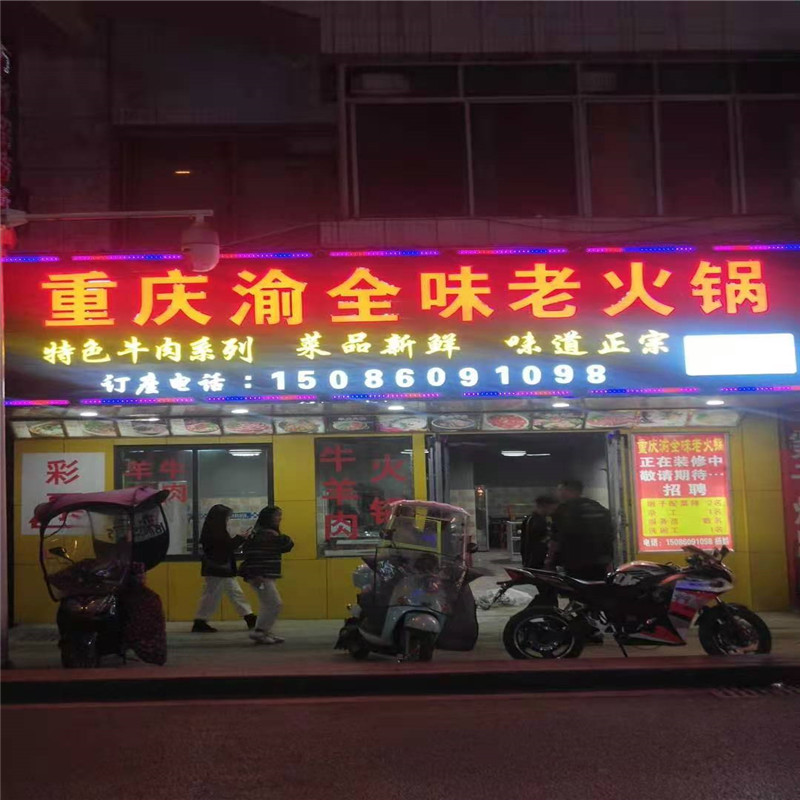 重庆渝全味老火锅
特色牛肉系列 菜品新鲜 味道正宗
订座电话：15086091098
彩
羊牛
肉
牛羊肉
火锅
重庆渝全味老火锅
正在装修中
敬请期待…
招聘